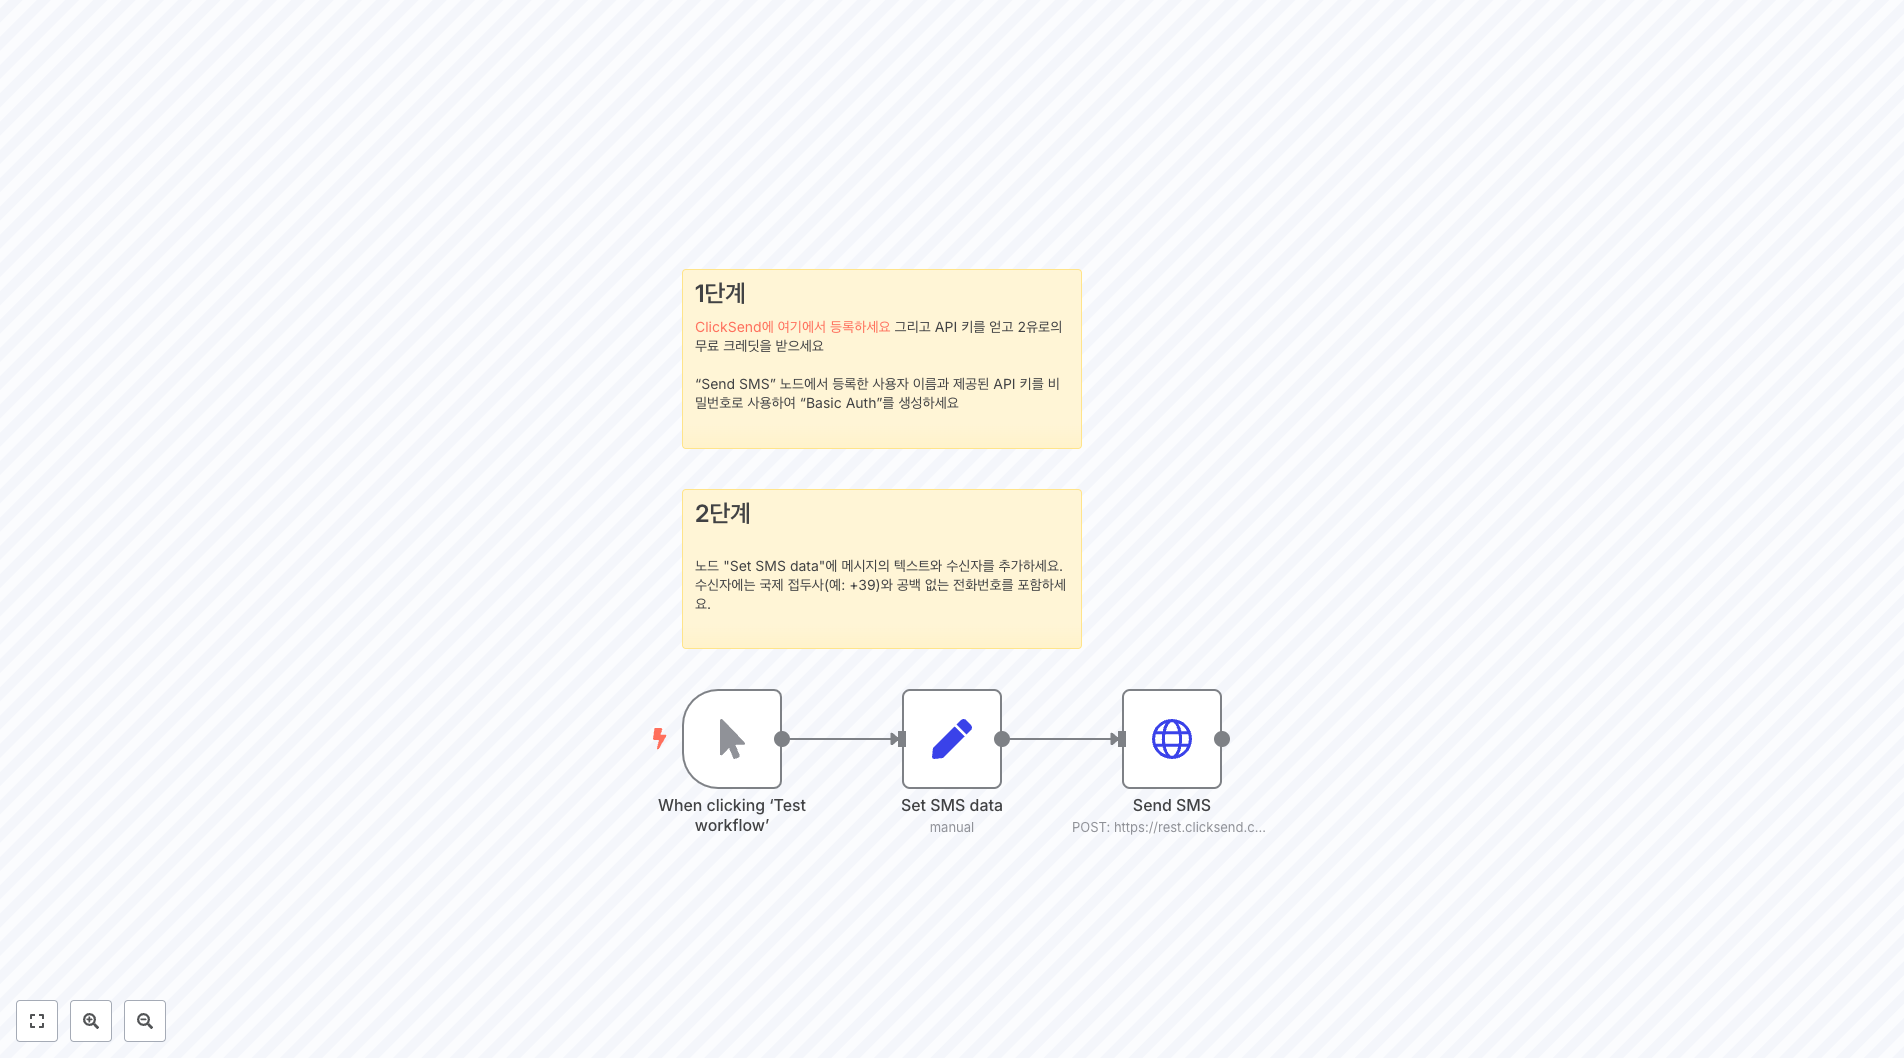 1단계
ClickSend에 여기에서 등록하세요 그리고 API 키를 얻고 2유로의
무료 크레딧을 받으세요
“Send SMS” 노드에서 등록한 사용자 이름과 제공된 API 키를 비
밀번호로 사용하여 “Basic Auth”를 생성하세요
2단계
노드 "Set SMS data"에 메시지의 텍스트와 수신자를 추가하세요.
수신자에는 국제 접두사(예: +39)와 공백 없는 전화번호를 포함하세
요.
When clicking ‘Test
workflow’
Set SMS data
manual
Send SMS
POST: https://rest.clicksend.c...